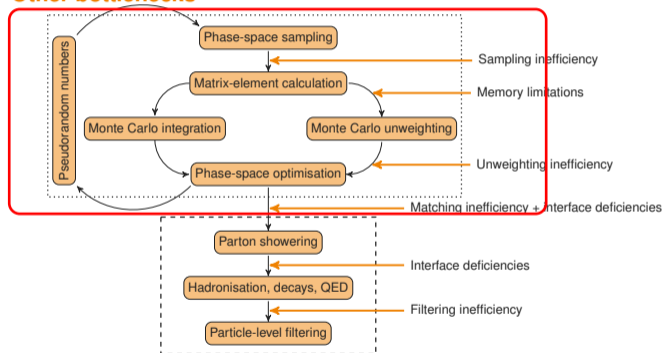 Other bottlenecks
Phase-space sampling
Pseudorandom numbers
Sampling inefficiency
Matrix-element calculation
Memory limitations
Monte Carlo integration
Monte Carlo unweighting
Unweighting inefficiency
Phase-space optimisation
Matching inefficiency + interface deficiencies
Parton showering
Interface deficiencies
Hadronisation, decays, QED
Filtering inefficiency
Particle-level filtering